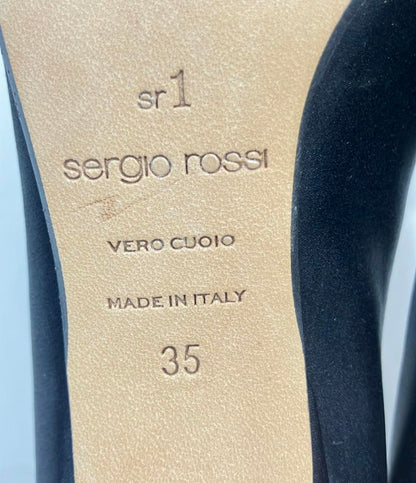 sr1
sergio rossi
VERO CUOIO
MADE IN ITALY
35